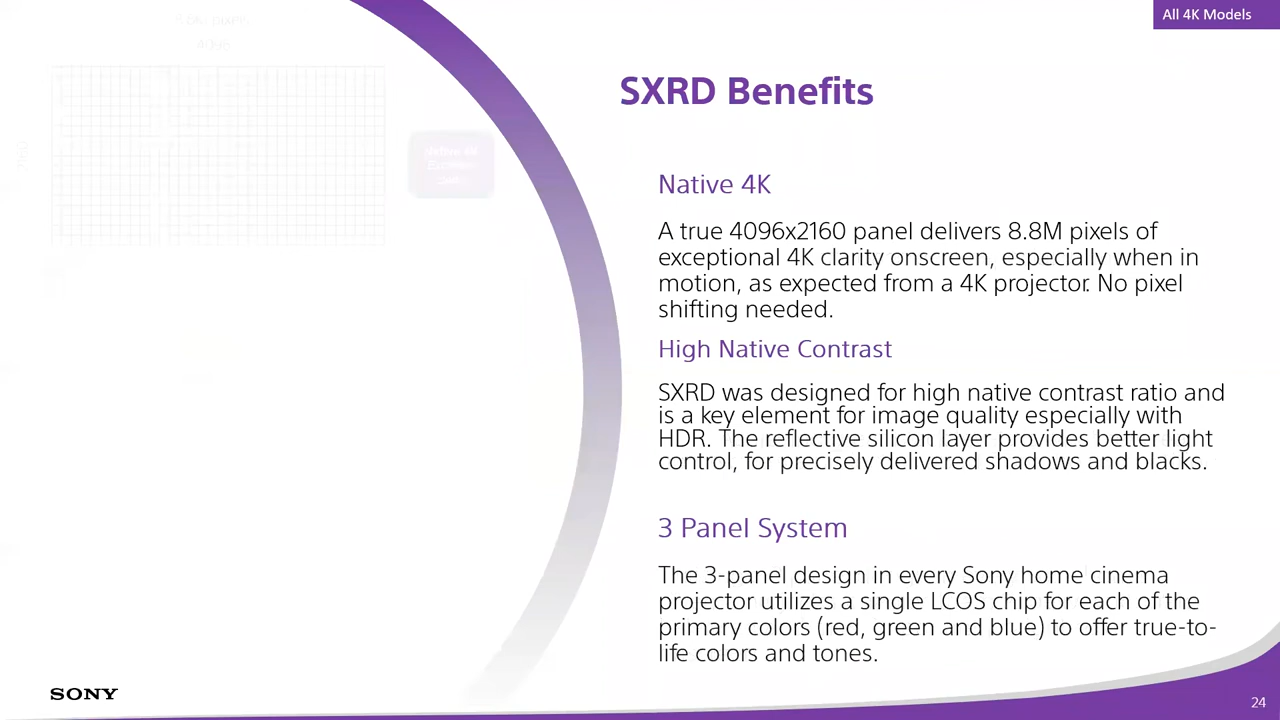 All 4K Models
SXRD Benefits
Native 4K
A true 4096x2160 panel delivers 8.8M pixels of
exceptional 4K clarity onscreen, especially when in
motion, as expected from a 4K projector. No pixel
shifting needed.
High Native Contrast
SXRD was designed for high native contrast ratio and
is a key element for image quality especially with
HDR. The reflective silicon layer provides better light
control, for precisely delivered shadows and blacks.
3 Panel System
The 3-panel design in every Sony home cinema
projector utilizes a single LCOS chip for each of the
primary colors (red, green and blue) to offer true-to-
life colors and tones.
SONY
24